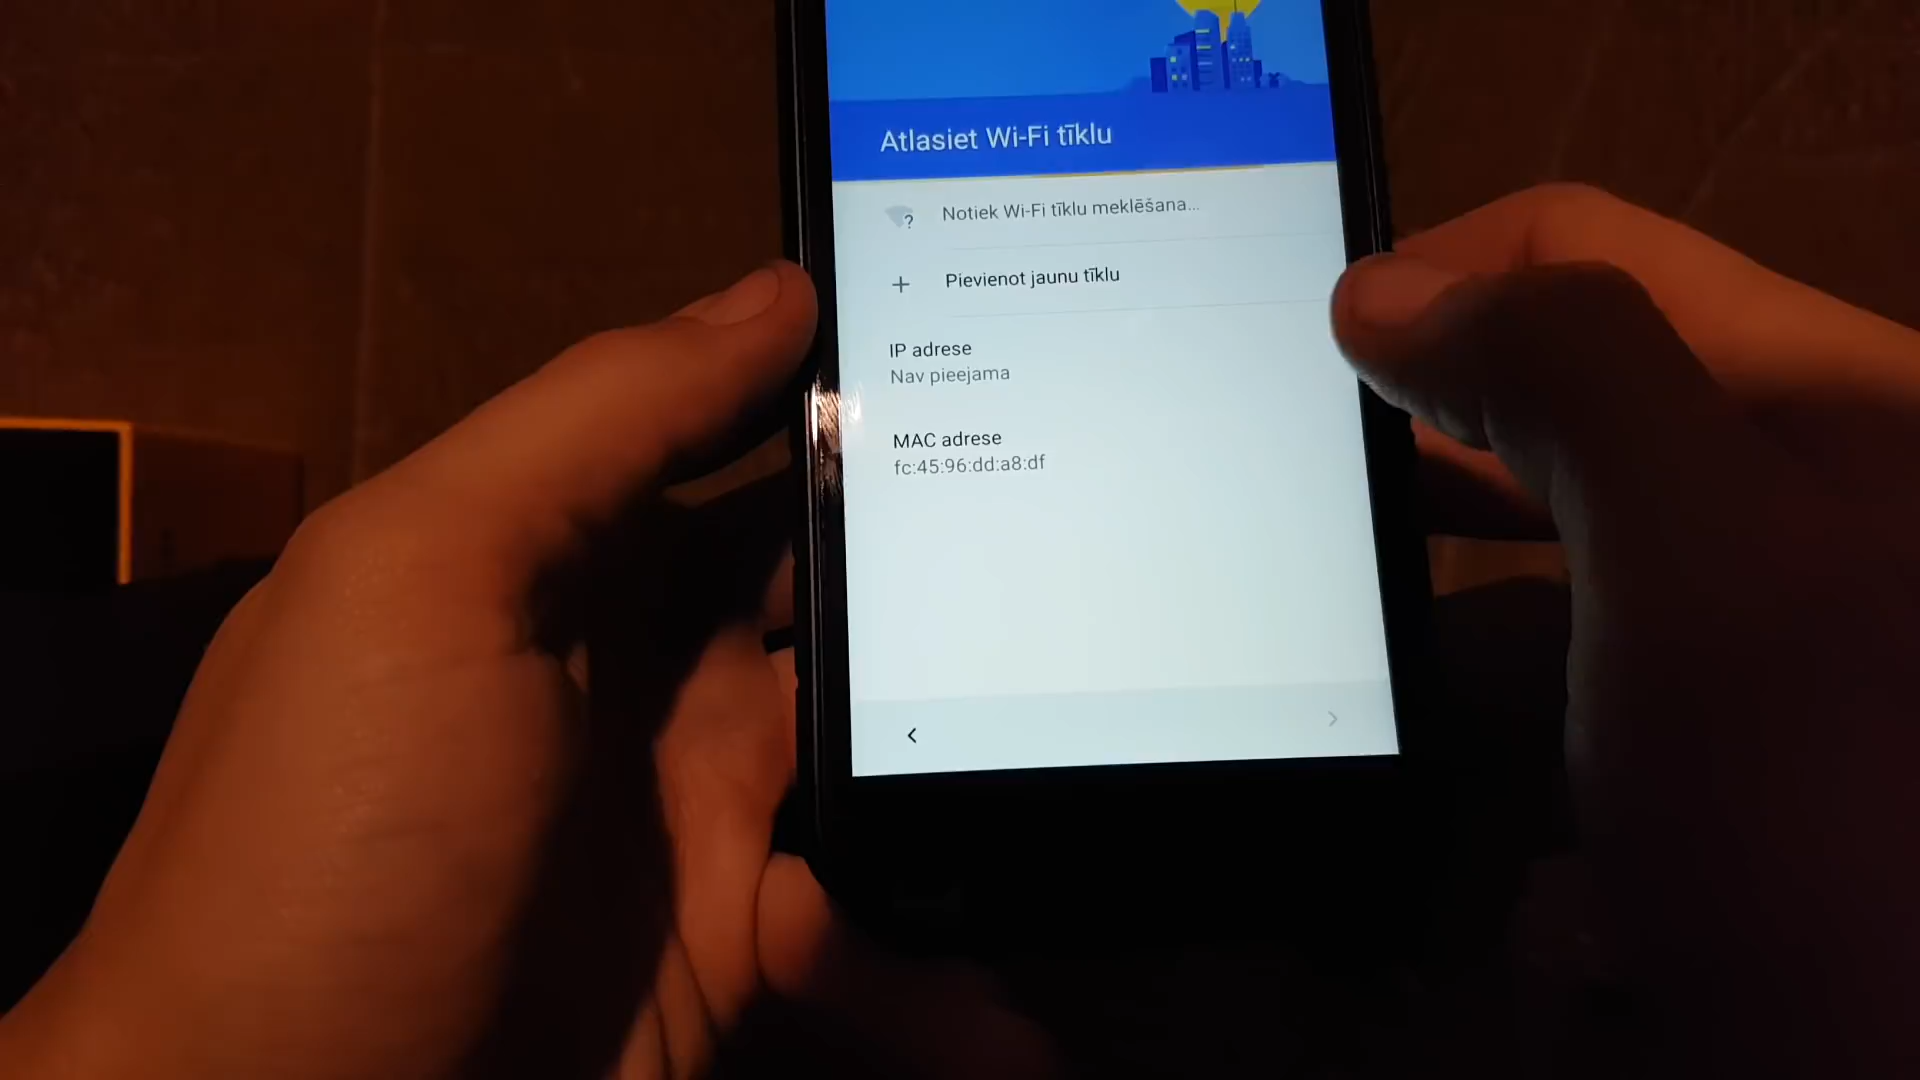 Atlasiet Wi-Fi tīklu
Notiek Wi-Fi tīklu meklēšana...
Pievienot jaunu tīklu
IP adrese
Nav pieejama
MAC adrese
fc:45:96:dd:a8:df